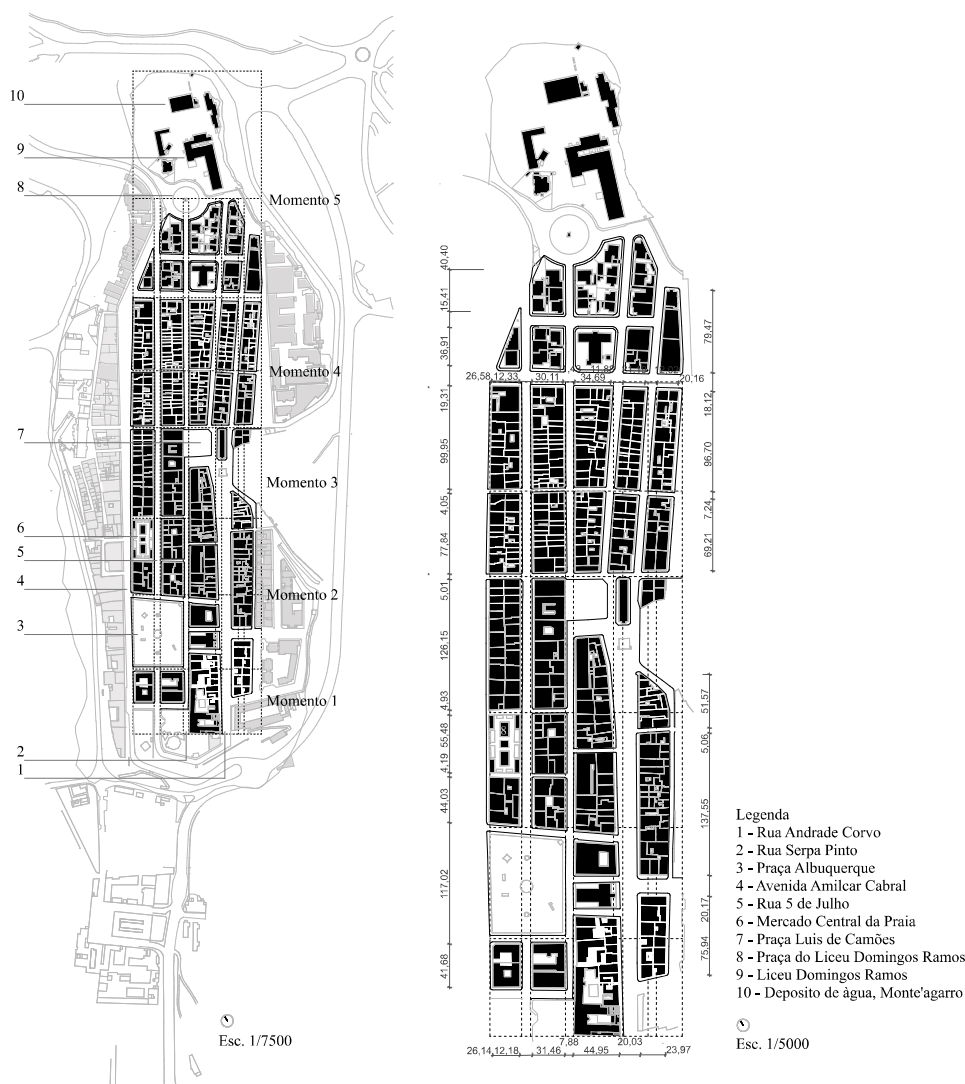 10
9
8
Momento 5
Momento 4
7
Momento 3
6
5
4
Momento 2
3
Momento 1
2
1
Esc. 1/7500
40,40
15,41
36,91
19,31
99,95
4,05
77,84
5,01
126,15
4,93
55,48
4,19
44,03
117,02
41,68
26,58
12,33
30,11
34,69
20,16
79,47
18,12
96,70
7,24
69,21
51,57
5,06
137,55
20,17
75,94
7,88
20,03
26,14
12,18
31,46
44,95
23,97
Legenda
1 - Rua Andrade Corvo
2 - Rua Serpa Pinto
3 - Praça Albuquerque
4 - Avenida Amilcar Cabral
5 - Rua 5 de Julho
6 - Mercado Central da Praia
7 - Praça Luis de Camões
8 - Praça do Liceu Domingos Ramos
9 - Liceu Domingos Ramos
10 - Deposito de àgua, Monte'agarro
Esc. 1/5000